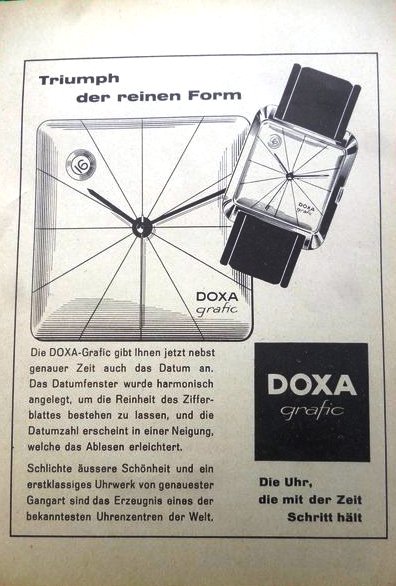 Triumph
der reinen Form
16
DOXA
grafic
16
DOXA
grafic
Die DOXA-Grafic gibt Ihnen jetzt nebst
genauer Zeit auch das Datum an.
Das Datumfenster wurde harmonisch
angelegt, um die Reinheit des Ziffer-
blattes bestehen zu lassen, und die
Datumzahl erscheint in einer Neigung,
welche das Ablesen erleichtert.
Schlichte äussere Schönheit und ein
erstklassiges Uhrwerk von genauester
Gangart sind das Erzeugnis eines der
bekanntesten Uhrenzentren der Welt.
DOXA
grafic
Die Uhr,
die mit der Zeit
Schritt hält